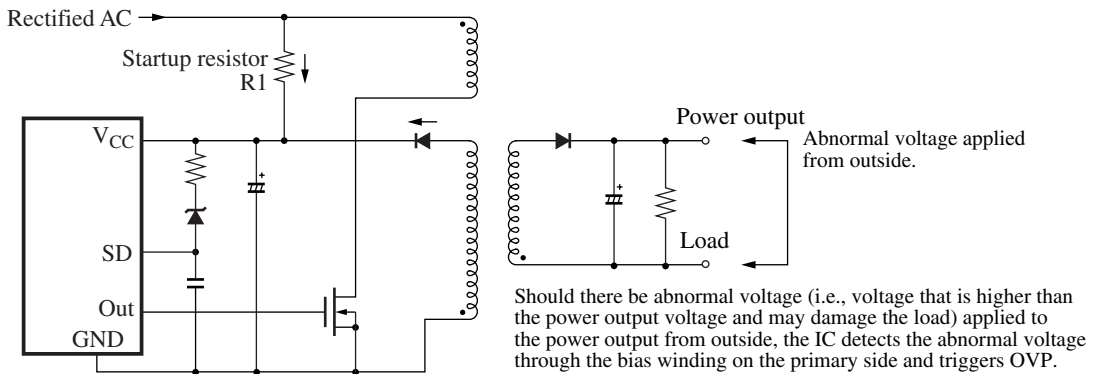 Rectified AC
Startup resistor
R1
VCC
SD
Out
GND
+
+
Power output
Load
Abnormal voltage applied
from outside.
Should there be abnormal voltage (i.e., voltage that is higher than
the power output voltage and may damage the load) applied to
the power output from outside, the IC detects the abnormal voltage
through the bias winding on the primary side and triggers OVP.